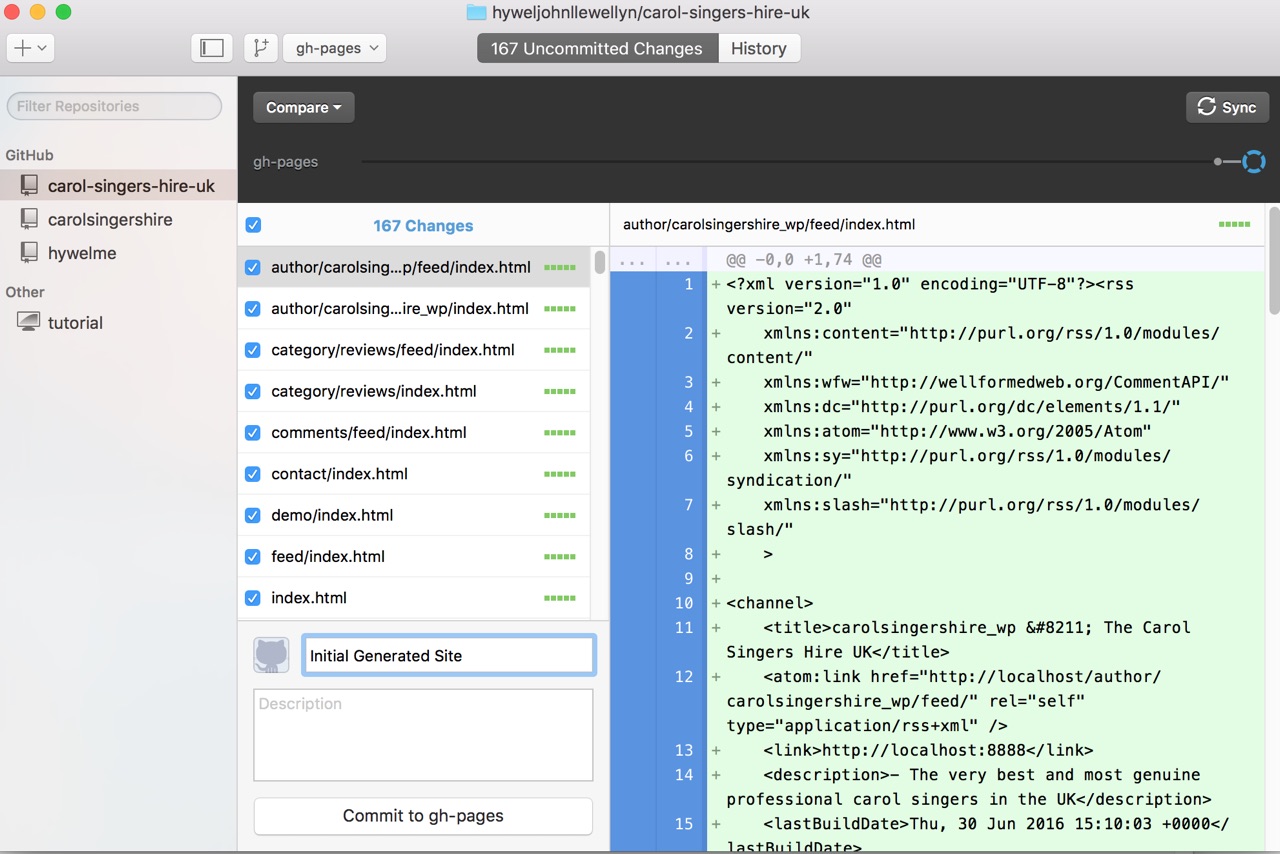 hyweljohnllewellyn/carol-singers-hire-uk
gh-pages
167 Uncommitted Changes
History
Filter Repositories
GitHub
carol-singers-hire-uk
carolsingershire
hywelme
Other
tutorial
Compare
Sync
gh-pages
167 Changes
author/carolsing...p/feed/index.html
author/carolsing...ire_wp/index.html
category/reviews/feed/index.html
category/reviews/index.html
comments/feed/index.html
contact/index.html
demo/index.html
feed/index.html
index.html
Initial Generated Site
Description
Commit to gh-pages
author/carolsingershire_wp/feed/index.html
... ... @@ -0,0 +1,74 @@
1 +<?xml version="1.0" encoding="UTF-8"?><rss
version="2.0"
2 + xmlns:content="http://purl.org/rss/1.0/modules/
content/"
3 + xmlns:wfw="http://wellformedweb.org/CommentAPI/"
4 + xmlns:dc="http://purl.org/dc/elements/1.1/"
5 + xmlns:atom="http://www.w3.org/2005/Atom"
6 + xmlns:sy="http://purl.org/rss/1.0/modules/
syndication/"
7 + xmlns:slash="http://purl.org/rss/1.0/modules/
slash/"
8 + >
9 +
10 +<channel>
11 + <title>carolsingershire_wp &#8211; The Carol
Singers Hire UK</title>
12 + <atom:link href="http://localhost/author/
carolsingershire_wp/feed/" rel="self"
type="application/rss+xml" />
13 + <link>http://localhost:8888</link>
14 + <description>– The very best and most genuine
professional carol singers in the UK</description>
15 + <lastBuildDate>Thu, 30 Jun 2016 15:10:03 +0000</
lastBuildDate>